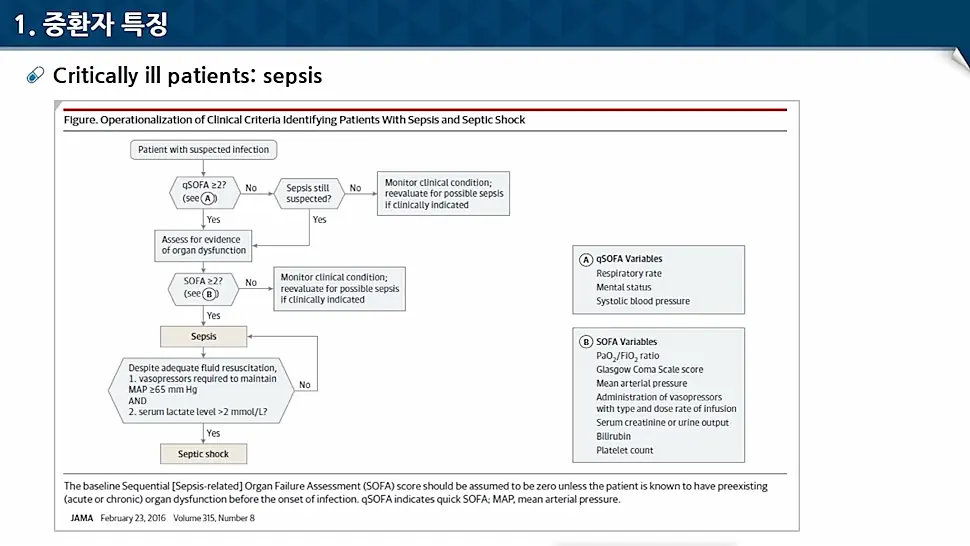 1. 중환자 특징
Critically ill patients: sepsis
Figure. Operationalization of Clinical Criteria Identifying Patients With Sepsis and Septic Shock
Patient with suspected infection
qSOFA ≥2?
(see A)
No
Sepsis still
suspected?
No
Monitor clinical condition;
reevaluate for possible sepsis
if clinically indicated
Yes
Yes
Assess for evidence
of organ dysfunction
SOFA ≥2?
(see B)
No
Monitor clinical condition;
reevaluate for possible sepsis
if clinically indicated
Yes
Sepsis
Despite adequate fluid resuscitation,
1. vasopressors required to maintain
MAP ≥65 mm Hg
AND
2. serum lactate level >2 mmol/L?
No
Yes
Septic shock
A qSOFA Variables
Respiratory rate
Mental status
Systolic blood pressure
B SOFA Variables
PaO₂/FiO₂ ratio
Glasgow Coma Scale score
Mean arterial pressure
Administration of vasopressors
with type and dose rate of infusion
Serum creatinine or urine output
Bilirubin
Platelet count
The baseline Sequential [Sepsis-related] Organ Failure Assessment (SOFA) score should be assumed to be zero unless the patient is known to have preexisting
(acute or chronic) organ dysfunction before the onset of infection. qSOFA indicates quick SOFA; MAP, mean arterial pressure.
JAMA February 23, 2016 Volume 315, Number 8